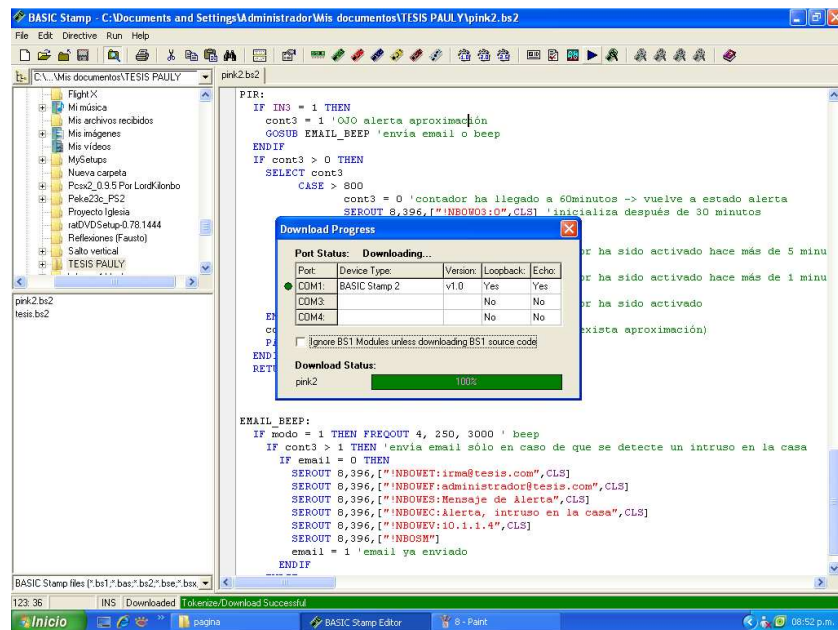 BASIC Stamp - C:\Documents and Settings\Administrador\Mis documentos\TESIS PAULY\pink2.bs2
File Edit Directive Run Help
C:\...\Mis documentos\TESIS PAULY
pink2.bs2
FlightX
Mi música
Mis archivos recibidos
Mis imágenes
Mis vídeos
MySetups
Nueva carpeta
Pcsx2_0.9.5 Por LordKilonbo
Peke23c_PS2
Proyecto Iglesia
ratDVDSetup-0.78.1444
Reflexiones (Fausto)
Salto vertical
TESIS PAULY
pink2.bs2
tesis.bs2
BASIC Stamp files (*.bs1;*.bas;*.bs2;*.bse;*.bsx,
PIR:
IF IN3 = 1 THEN
cont3 = 1 'OJO alerta aproximación
GOSUB EMAIL_BEEP 'envía email o beep
ENDIF
IF cont3 > 0 THEN
SELECT cont3
CASE > 800
cont3 = 0 'contador ha llegado a 60minutos -> vuelve a estado alerta
SEROUT 8,396,["!NBOWO3:0",CLS] 'inicializa después de 30 minutos
or ha sido activado hace más de 5 minu
or ha sido activado hace más de 1 minu
or ha sido activado
exista aproximación)
RETU
EMAIL_BEEP:
IF modo = 1 THEN FREQOUT 4, 250, 3000 ' beep
IF cont3 > 1 THEN 'envía email sólo en caso de que se detecte un intruso en la casa
IF email = 0 THEN
SEROUT 8,396,["!NBOWET:irma@tesis.com",CLS]
SEROUT 8,396,["!NBOWEF:administrador@tesis.com",CLS]
SEROUT 8,396,["!NBOWES:Mensaje de Alerta",CLS]
SEROUT 8,396,["!NBOWEC:Alerta, intruso en la casa",CLS]
SEROUT 8,396,["!NBOWEV:10.1.1.4",CLS]
SEROUT 8,396,["!NBOSM"]
email = 1 'email ya enviado
ENDIF
Download Progress
Port Status: Downloading...
Port: Device Type: Version: Loopback: Echo:
COM1: BASIC Stamp 2 v1.0 Yes Yes
COM3: No No
COM4: No No
Ignore BS1 Modules unless downloading BS1 source code
Download Status:
pink2 100%
123: 36 INS Downloaded Tokenize/Download Successful
Inicio pagina BASIC Stamp Editor 8 - Paint 08:52 p.m.